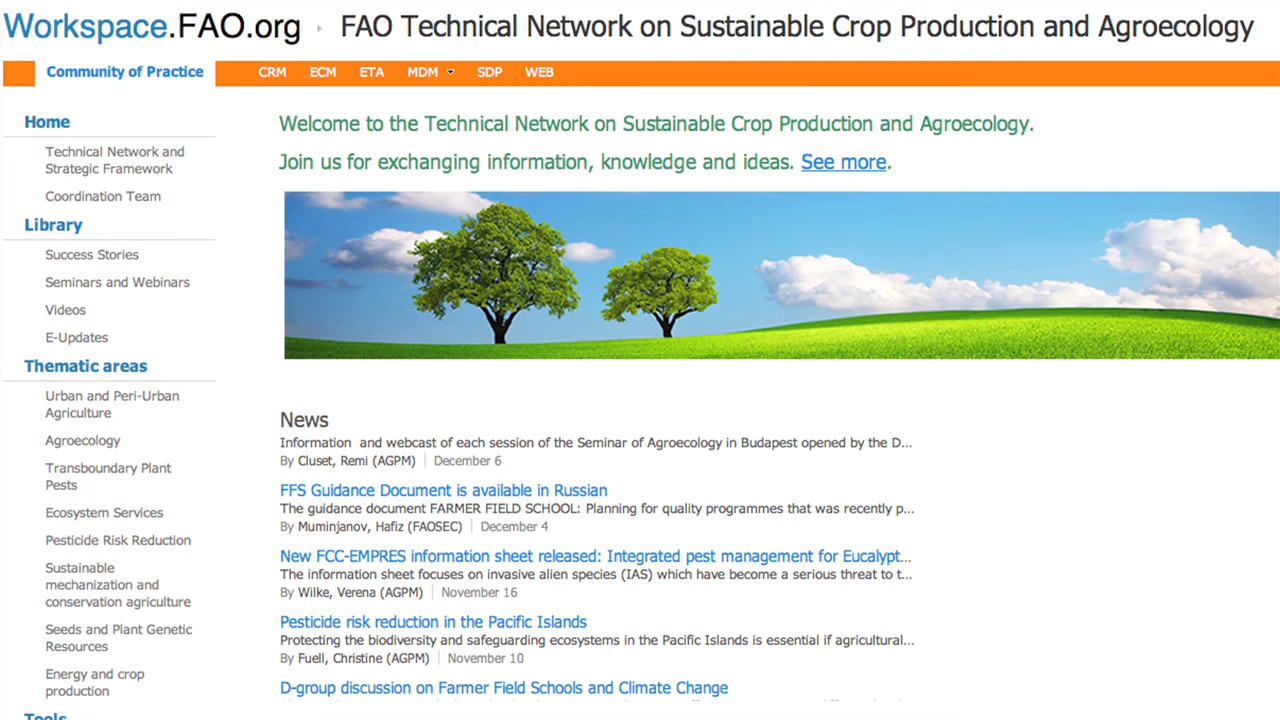 Workspace.FAO.org FAO Technical Network on Sustainable Crop Production and Agroecology
Community of Practice CRM ECM ETA MDM SDP WEB
Home
Technical Network and
Strategic Framework
Coordination Team
Library
Success Stories
Seminars and Webinars
Videos
E-Updates
Thematic areas
Urban and Peri-Urban
Agriculture
Agroecology
Transboundary Plant
Pests
Ecosystem Services
Pesticide Risk Reduction
Sustainable
mechanization and
conservation agriculture
Seeds and Plant Genetic
Resources
Energy and crop
production
Tools
Welcome to the Technical Network on Sustainable Crop Production and Agroecology.
Join us for exchanging information, knowledge and ideas. See more.
News
Information and webcast of each session of the Seminar of Agroecology in Budapest opened by the D...
By Cluset, Remi (AGPM) December 6
FFS Guidance Document is available in Russian
The guidance document FARMER FIELD SCHOOL: Planning for quality programmes that was recently p...
By Muminjanov, Hafiz (FAOSEC) December 4
New FCC-EMPRES information sheet released: Integrated pest management for Eucalypt...
The information sheet focuses on invasive alien species (IAS) which have become a serious threat to t...
By Wilke, Verena (AGPM) November 16
Pesticide risk reduction in the Pacific Islands
Protecting the biodiversity and safeguarding ecosystems in the Pacific Islands is essential if agricultural...
By Fuell, Christine (AGPM) November 10
D-group discussion on Farmer Field Schools and Climate Change